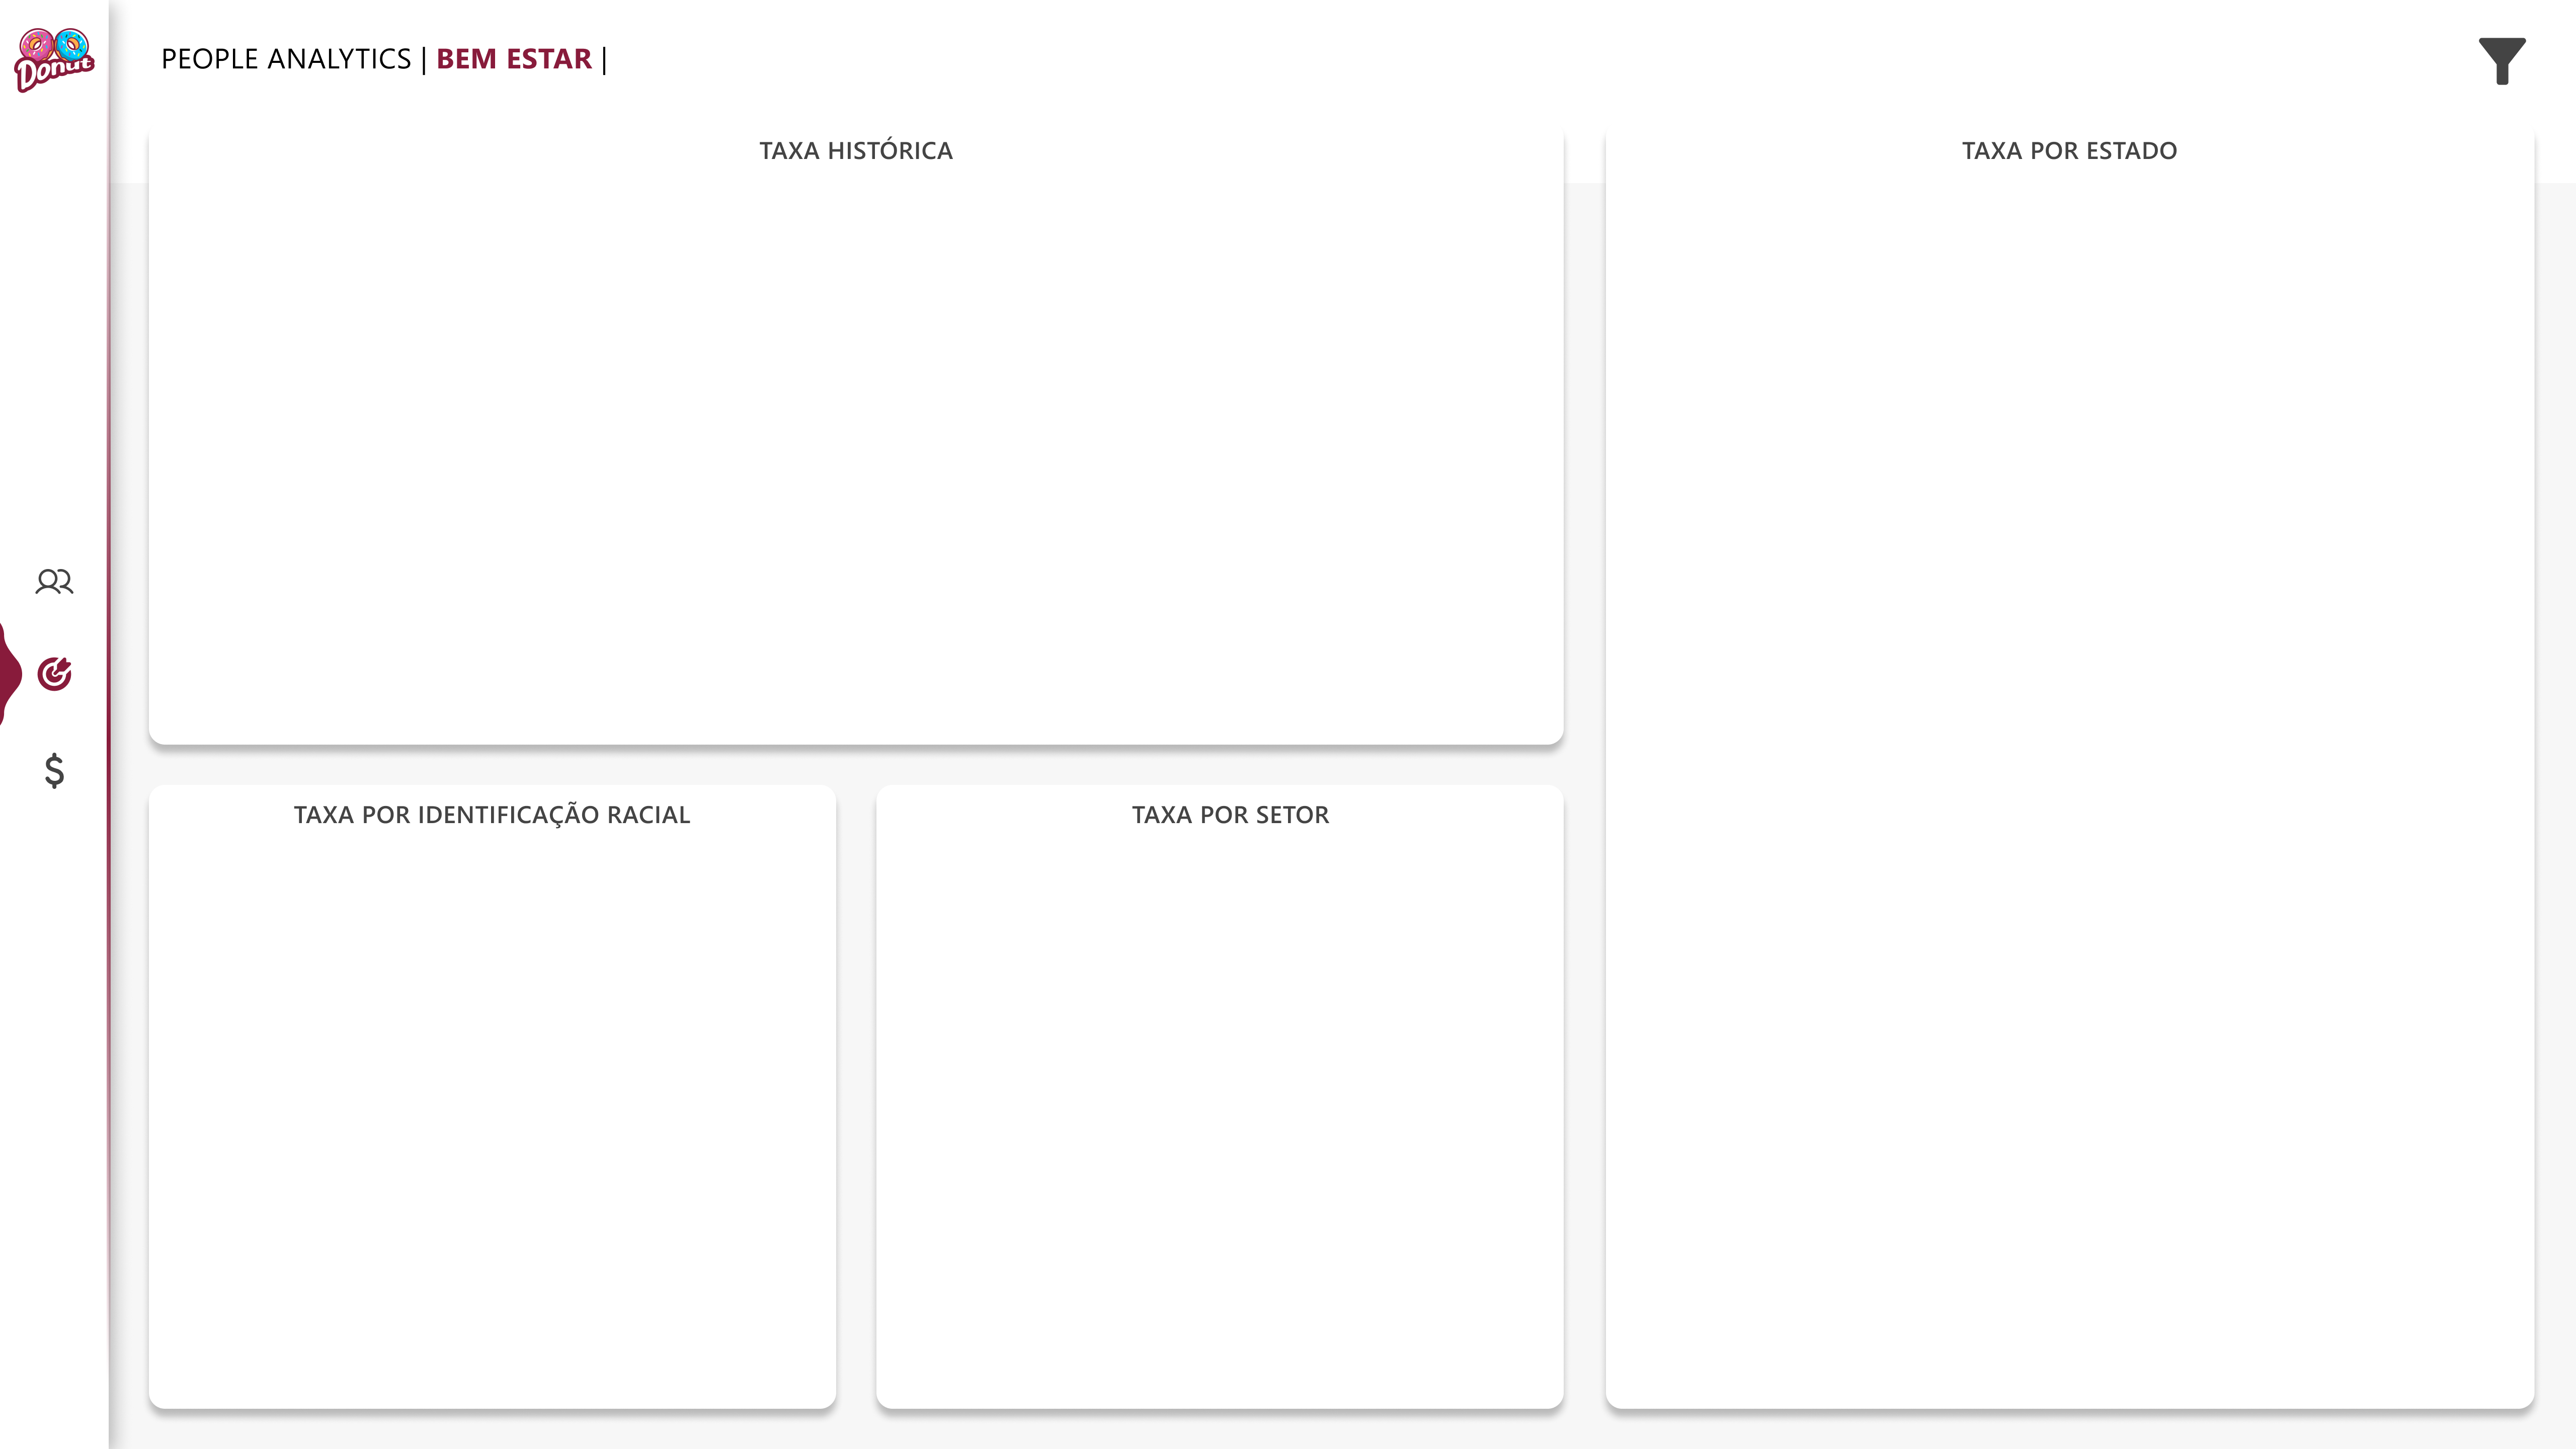 Donut
PEOPLE ANALYTICS | BEM ESTAR |
TAXA HISTÓRICA
TAXA POR ESTADO
TAXA POR IDENTIFICAÇÃO RACIAL
TAXA POR SETOR